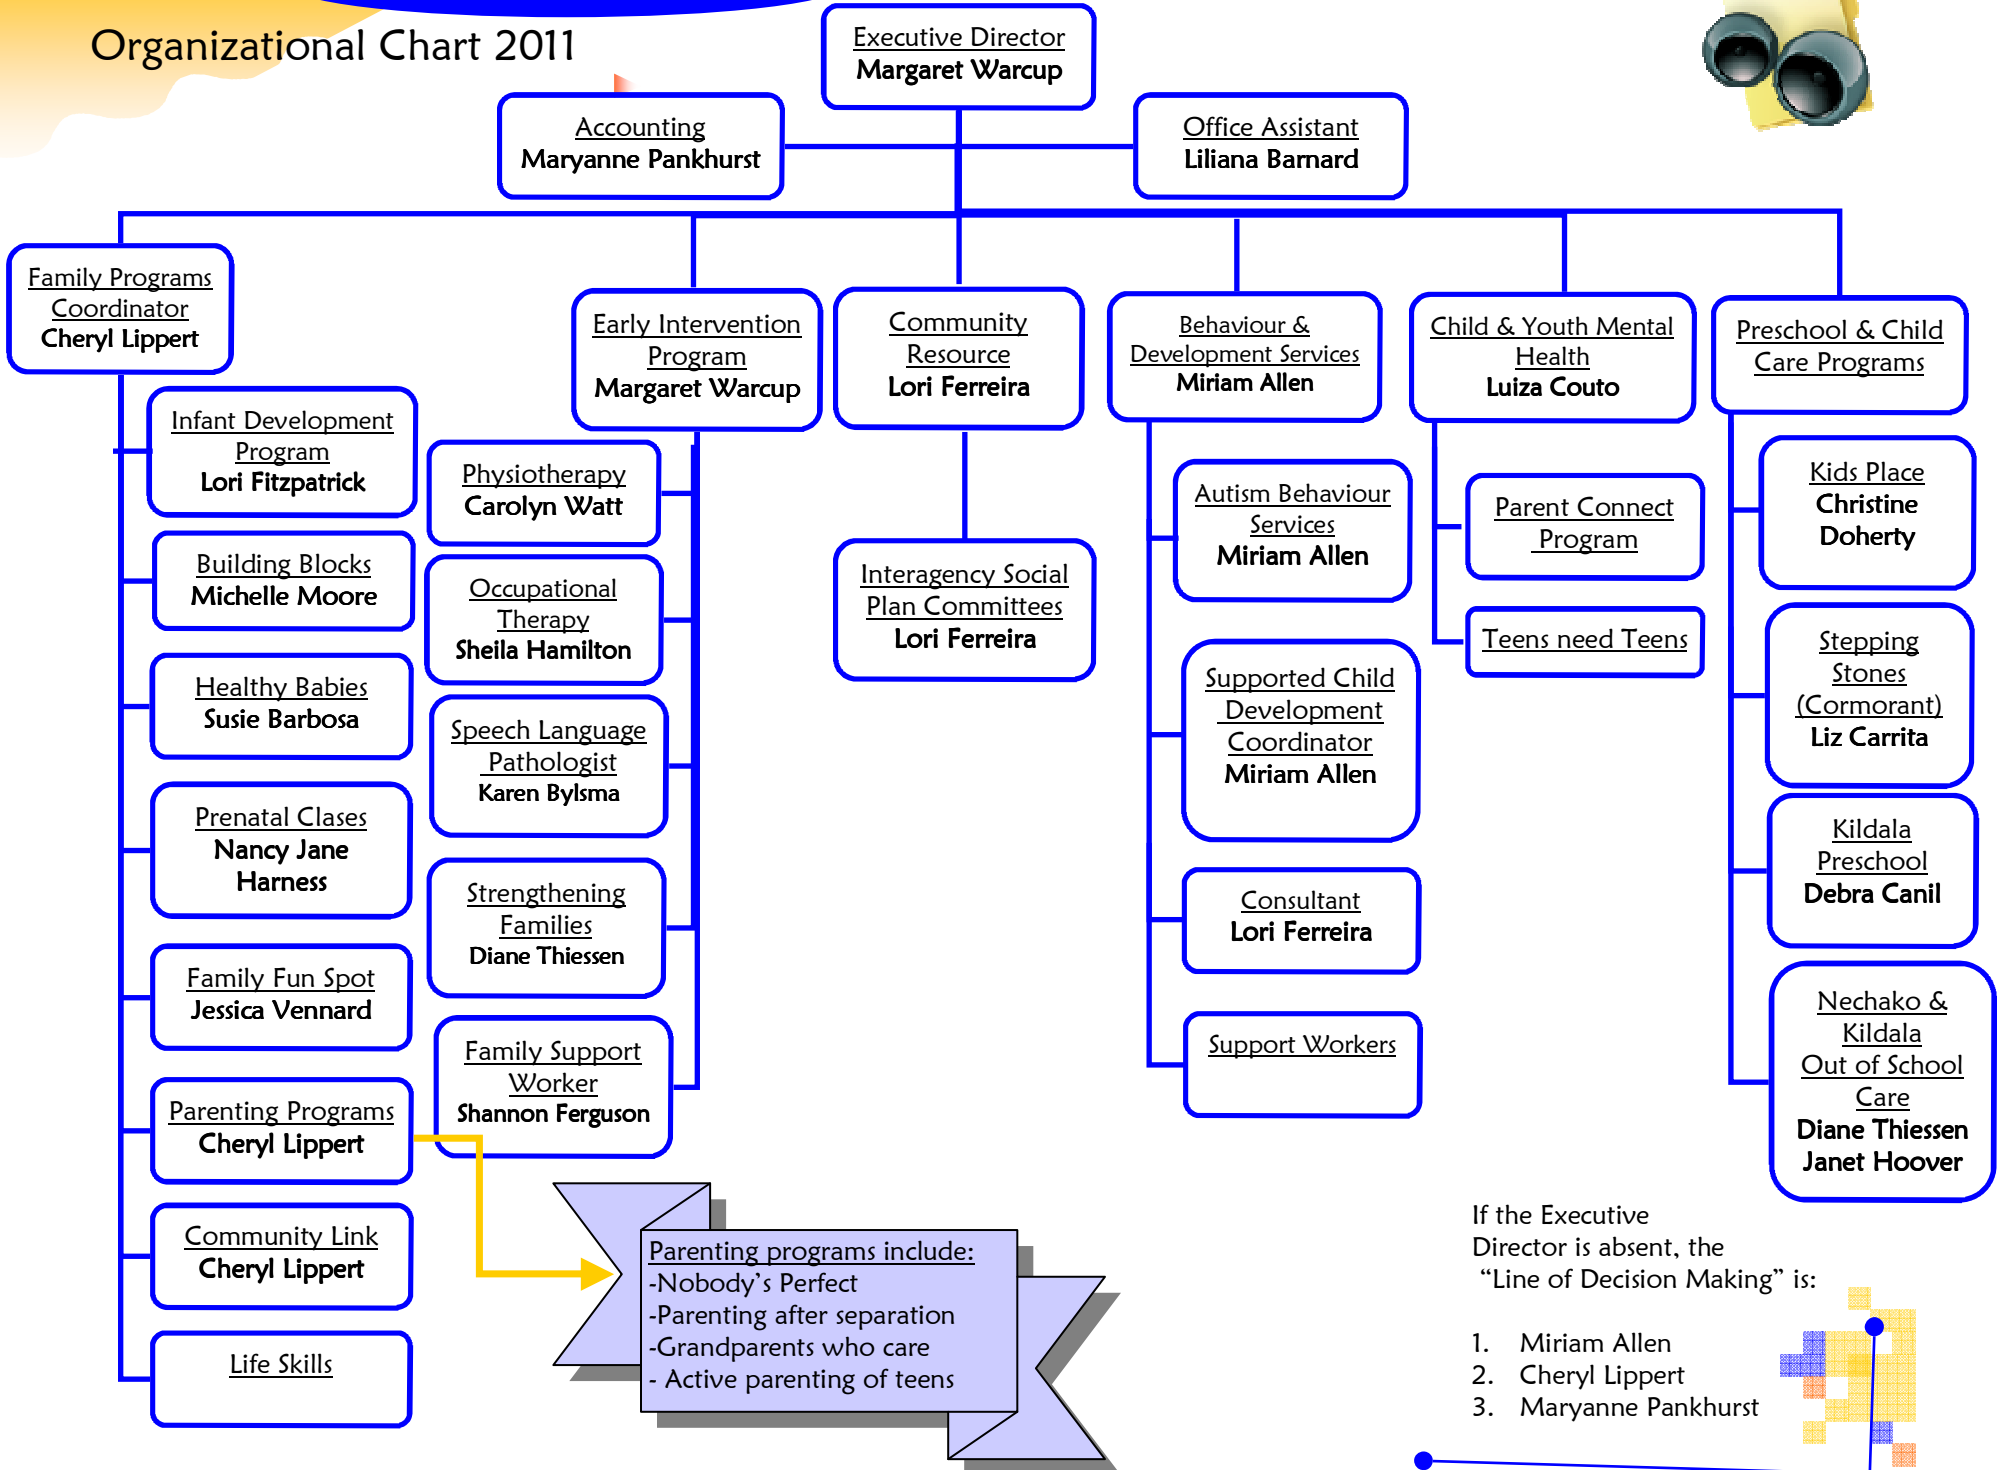 Organizational Chart 2011
Executive Director
Margaret Warcup
Accounting
Maryanne Pankhurst
Office Assistant
Liliana Barnard
Family Programs
Coordinator
Cheryl Lippert
Infant Development
Program
Lori Fitzpatrick
Building Blocks
Michelle Moore
Healthy Babies
Susie Barbosa
Prenatal Clases
Nancy Jane
Harness
Family Fun Spot
Jessica Vennard
Parenting Programs
Cheryl Lippert
Community Link
Cheryl Lippert
Life Skills
Early Intervention
Program
Margaret Warcup
Physiotherapy
Carolyn Watt
Occupational
Therapy
Sheila Hamilton
Speech Language
Pathologist
Karen Bylsma
Strengthening
Families
Diane Thiessen
Family Support
Worker
Shannon Ferguson
Parenting programs include:
-Nobody’s Perfect
-Parenting after separation
-Grandparents who care
- Active parenting of teens
Community
Resource
Lori Ferreira
Interagency Social
Plan Committees
Lori Ferreira
Behaviour &
Development Services
Miriam Allen
Autism Behaviour
Services
Miriam Allen
Supported Child
Development
Coordinator
Miriam Allen
Consultant
Lori Ferreira
Support Workers
Child & Youth Mental
Health
Luiza Couto
Parent Connect
Program
Teens need Teens
Preschool & Child
Care Programs
Kids Place
Christine
Doherty
Stepping
Stones
(Cormorant)
Liz Carrita
Kildala
Preschool
Debra Canil
Nechako &
Kildala
Out of School
Care
Diane Thiessen
Janet Hoover
If the Executive
Director is absent, the
“Line of Decision Making” is:
1. Miriam Allen
2. Cheryl Lippert
3. Maryanne Pankhurst